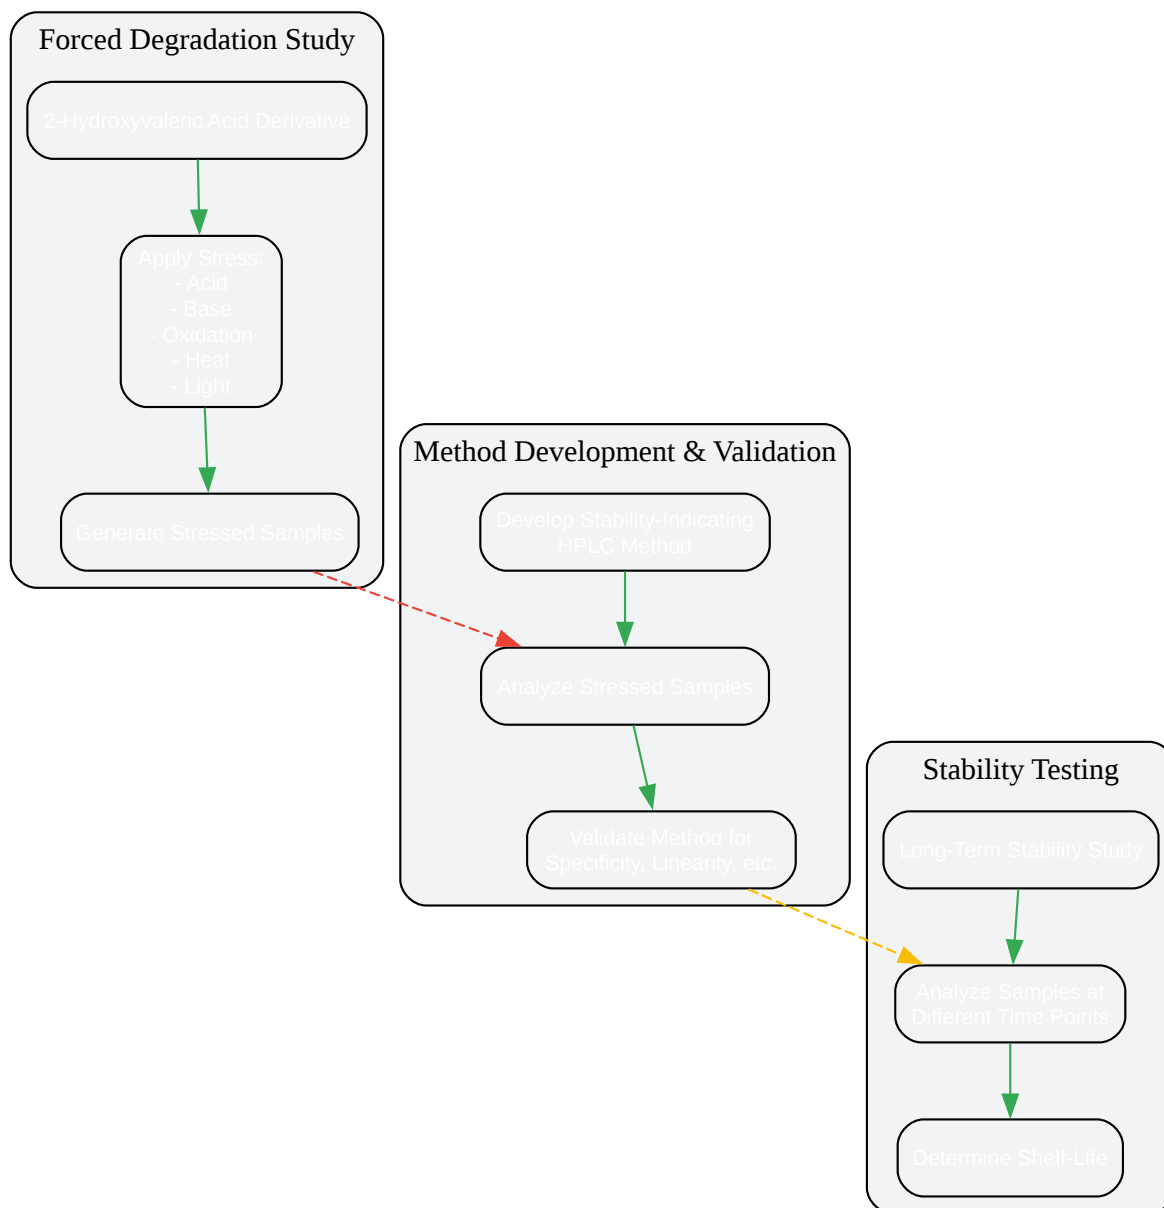 Forced Degradation Study
2-Hydroxyvaleric Acid Derivative
Apply Stress:
- Acid
- Base
- Oxidation
- Heat
- Light
Generate Stressed Samples
Method Development & Validation
Develop Stability-Indicating
HPLC Method
Analyze Stressed Samples
Validate Method for
Specificity, Linearity, etc.
Stability Testing
Long-Term Stability Study
Analyze Samples at
Different Time Points
Determine Shelf-Life